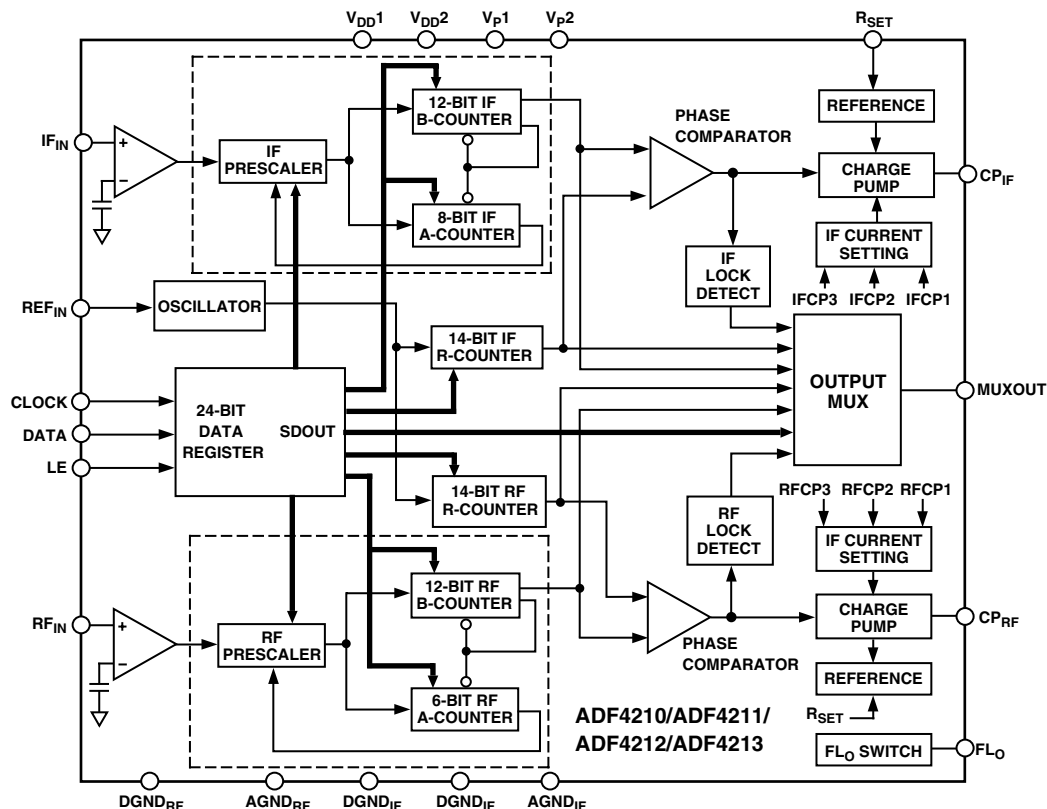 VDD1 VDD2 VP1 VP2 RSET
12-BIT IF
B-COUNTER
REFERENCE
PHASE
COMPARATOR
IFIN
+
–
IF
PRESCALER
CHARGE
PUMP
CPIF
8-BIT IF
A-COUNTER
IF CURRENT
SETTING
IF
LOCK
DETECT
IFCP3 IFCP2 IFCP1
REFIN
OSCILLATOR
14-BIT IF
R-COUNTER
OUTPUT
MUX
MUXOUT
CLOCK
DATA
LE
24-BIT
DATA
REGISTER
SDOUT
14-BIT RF
R-COUNTER
RFCP3 RFCP2 RFCP1
RF
LOCK
DETECT
IF CURRENT
SETTING
12-BIT RF
B-COUNTER
RFIN
+
–
RF
PRESCALER
CHARGE
PUMP
CPRF
PHASE
COMPARATOR
REFERENCE
6-BIT RF
A-COUNTER
RSET
ADF4210/ADF4211/
ADF4212/ADF4213
FLO SWITCH
FLO
DGNDRF AGNDRF DGNDIF DGNDIF AGNDIF